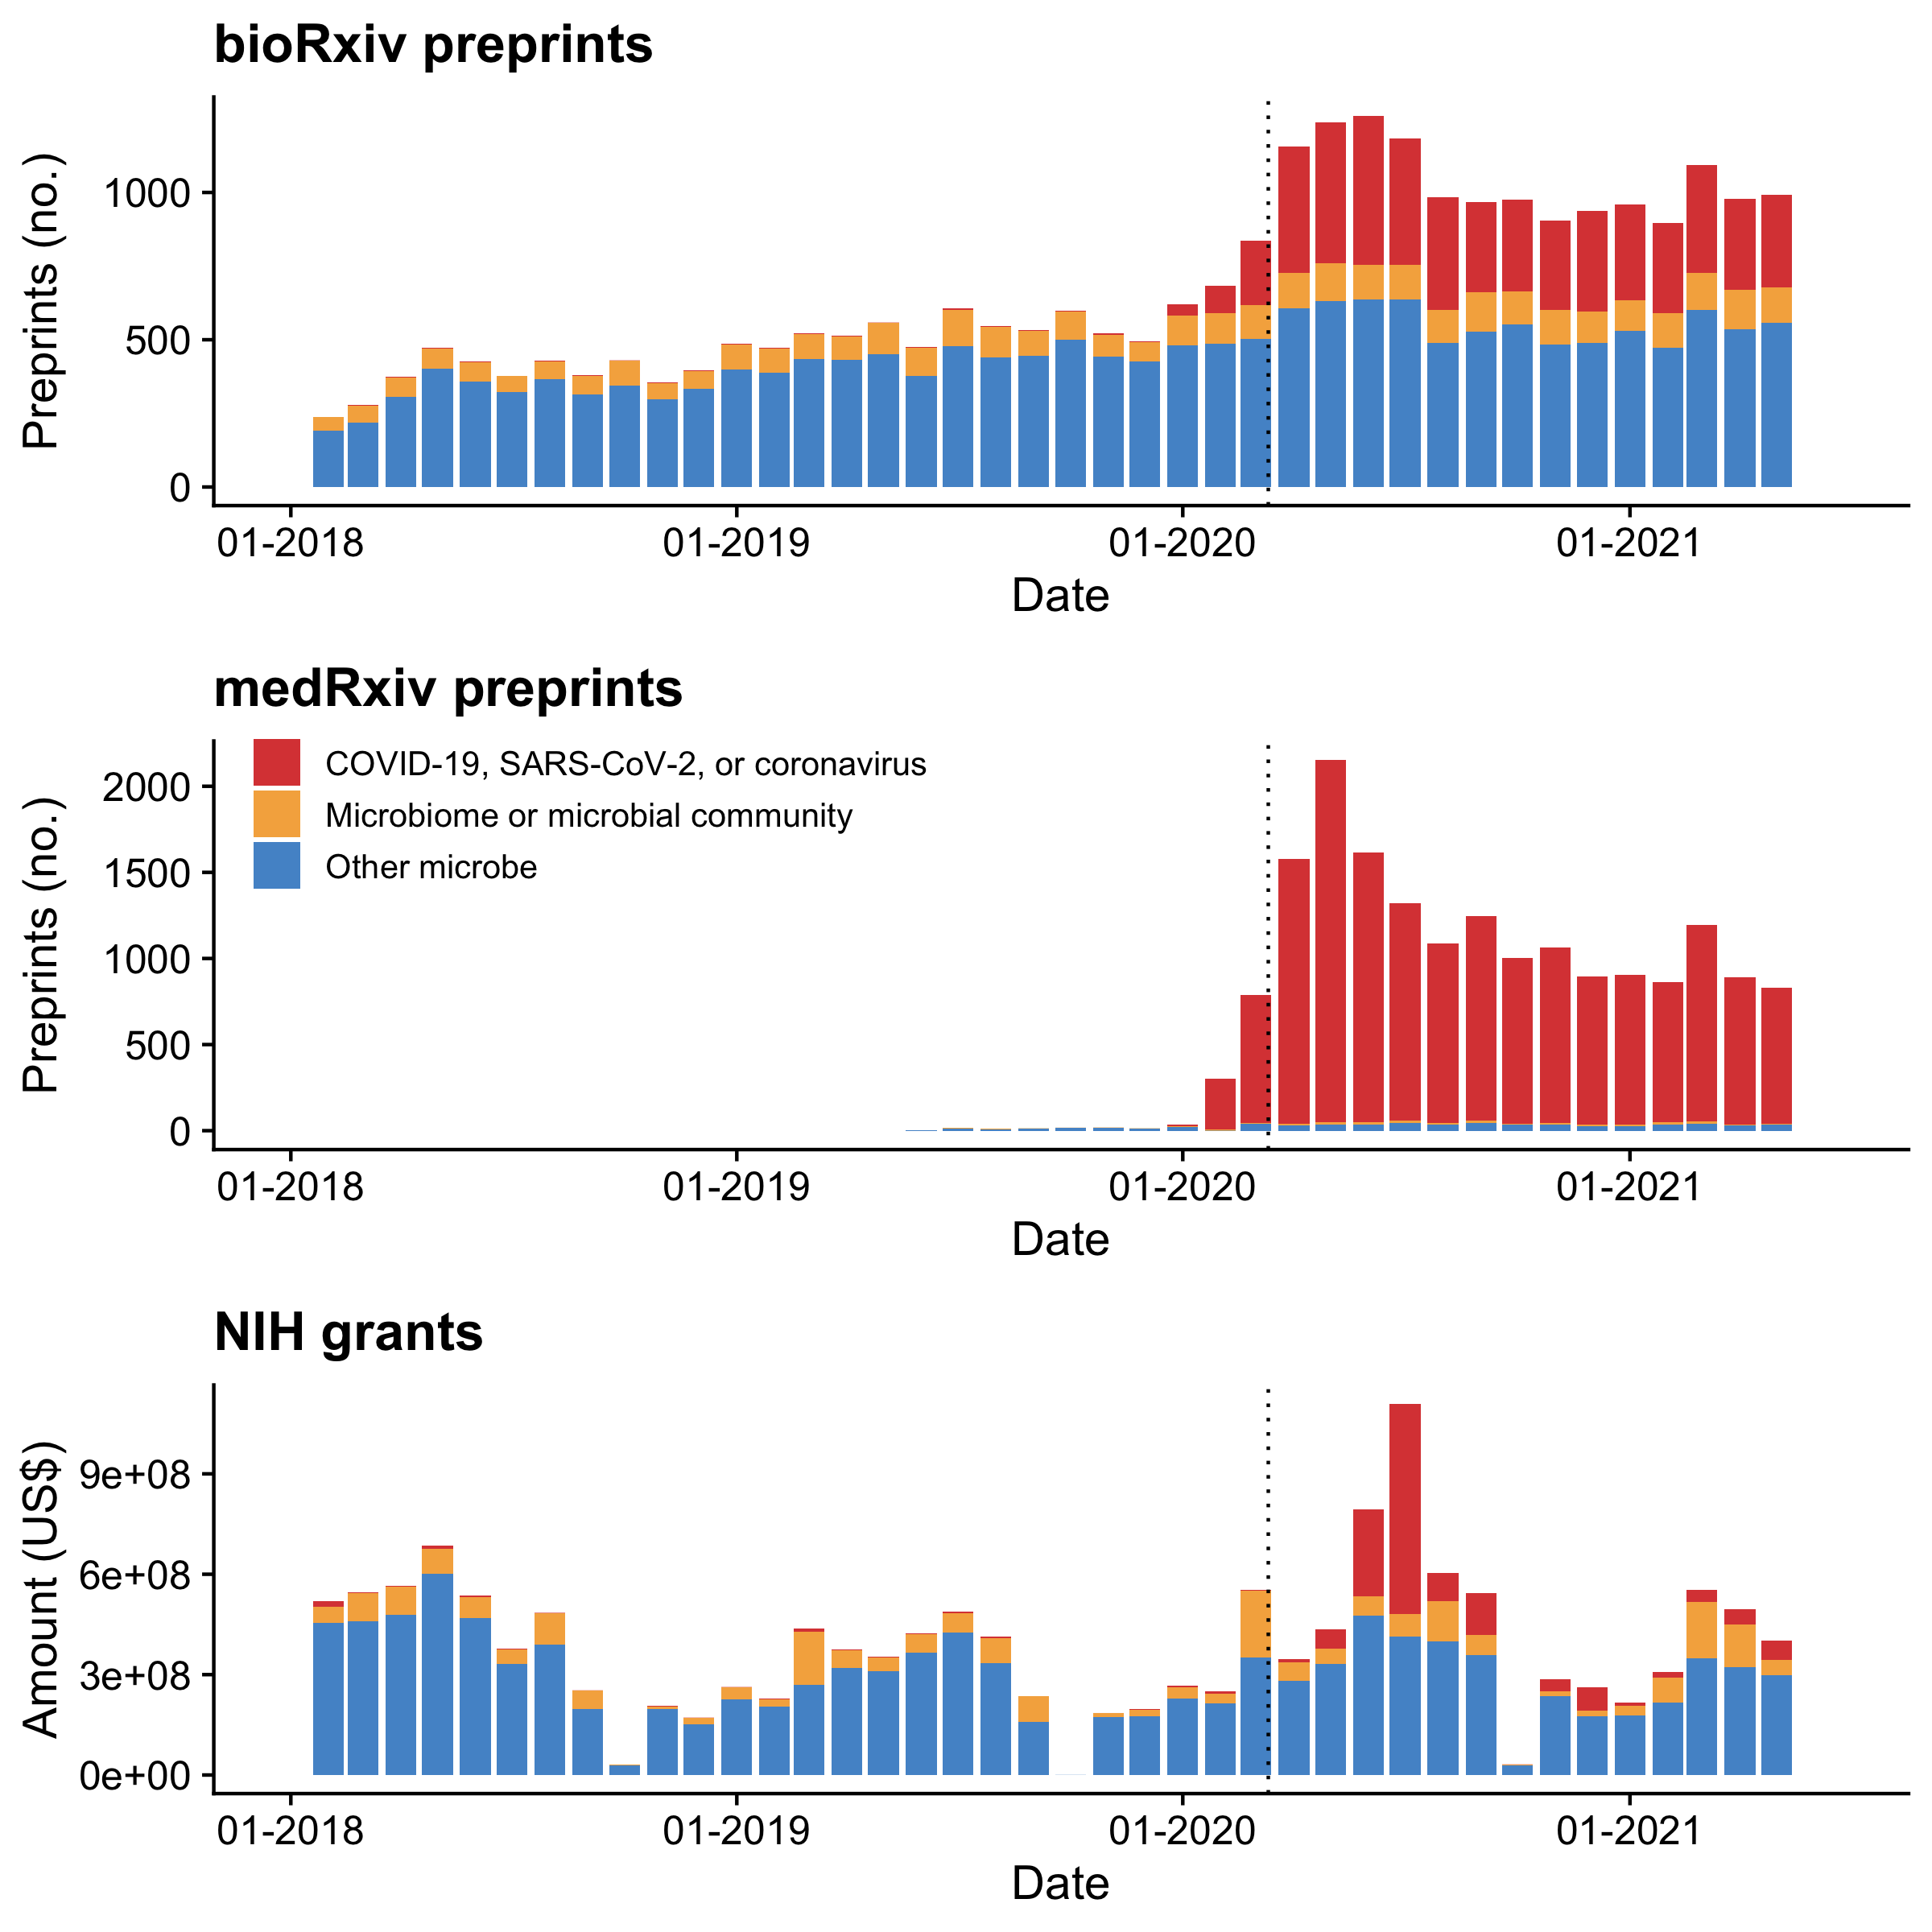 bioRxiv preprints
Preprints (no.)
1000
500
0
01-2018 01-2019 01-2020 01-2021
Date
medRxiv preprints
COVID-19, SARS-CoV-2, or coronavirus
Microbiome or microbial community
Other microbe
Preprints (no.)
2000
1500
1000
500
0
01-2018 01-2019 01-2020 01-2021
Date
NIH grants
Amount (US$)
9e+08
6e+08
3e+08
0e+00
01-2018 01-2019 01-2020 01-2021
Date